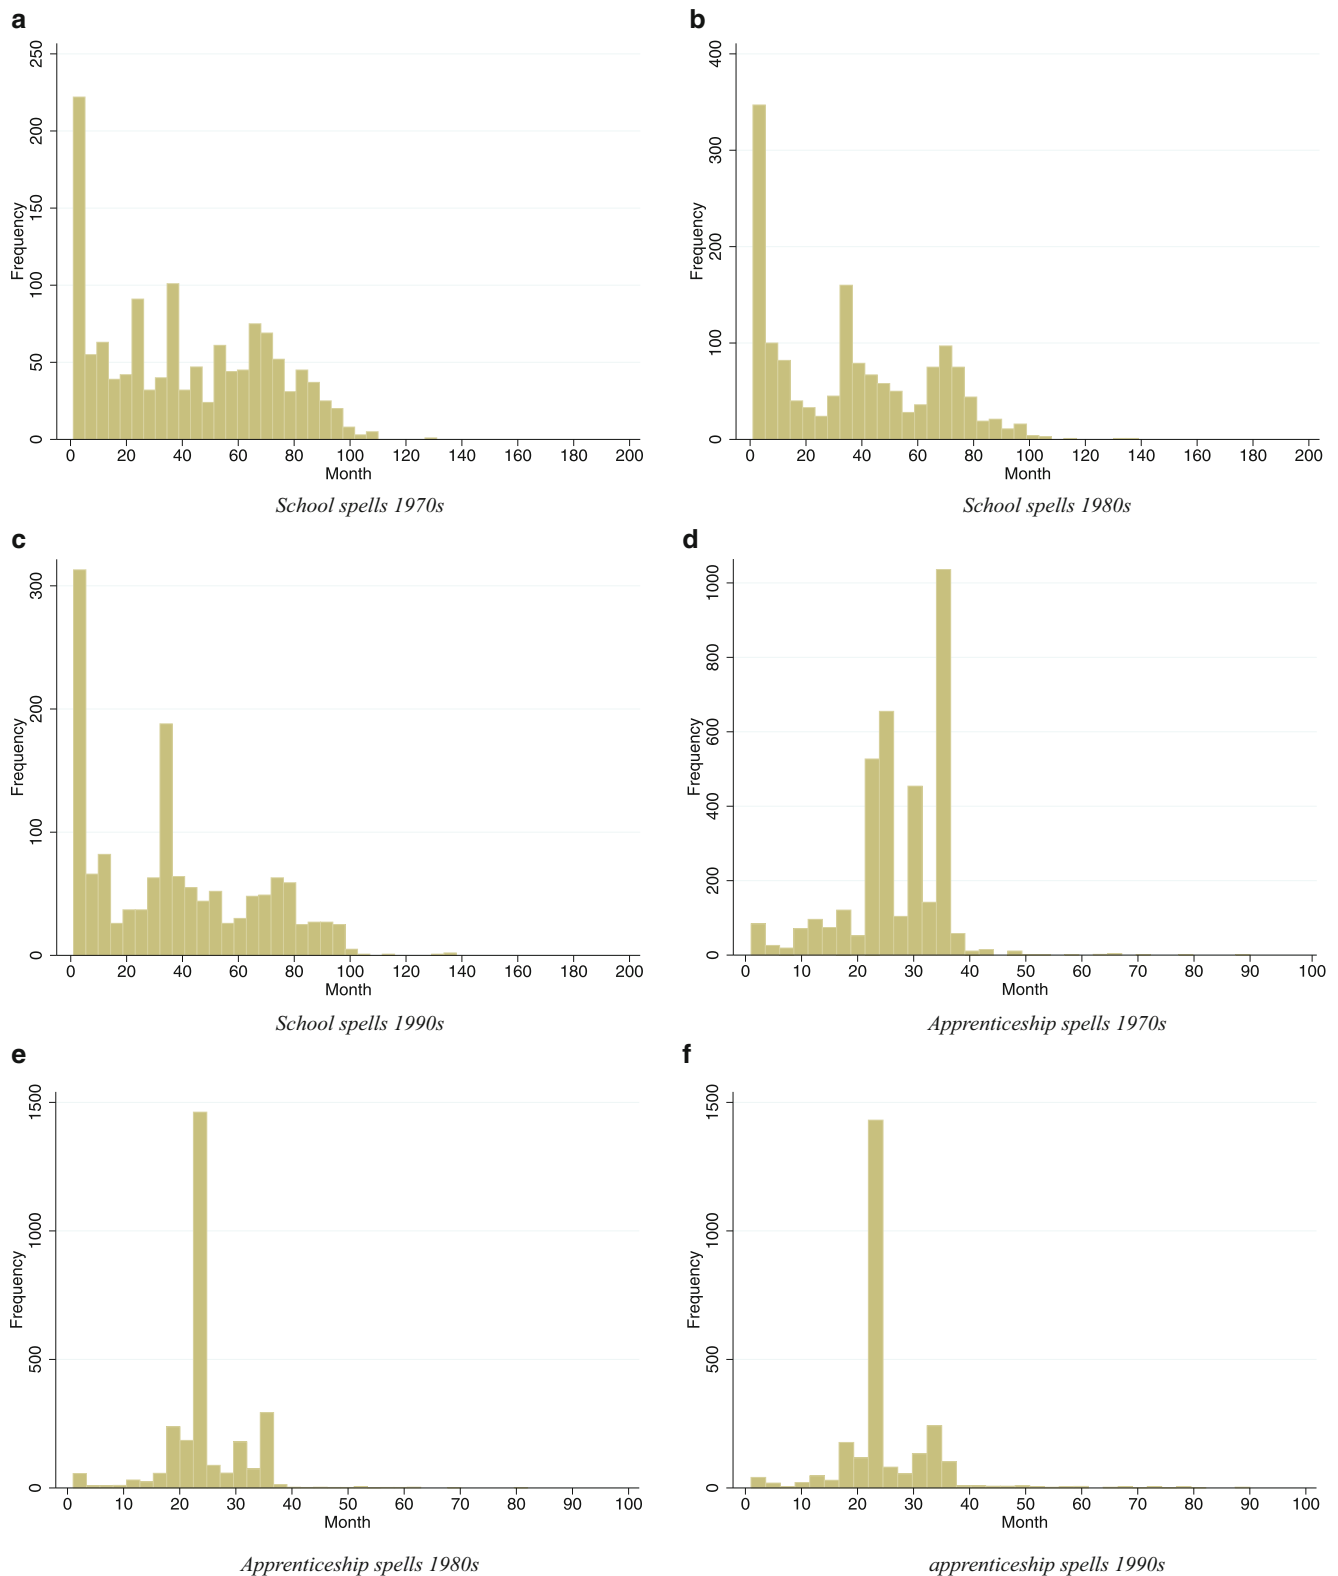 a
Frequency
0 50 100 150 200 250
0 20 40 60 80 100 120 140 160 180 200
Month
School spells 1970s
b
Frequency
0 100 200 300 400
0 20 40 60 80 100 120 140 160 180 200
Month
School spells 1980s
c
Frequency
0 100 200 300
0 20 40 60 80 100 120 140 160 180 200
Month
School spells 1990s
d
Frequency
0 200 400 600 800 1000
0 10 20 30 40 50 60 70 80 90 100
Month
Apprenticeship spells 1970s
e
Frequency
0 500 1000 1500
0 10 20 30 40 50 60 70 80 90 100
Month
Apprenticeship spells 1980s
f
Frequency
0 500 1000 1500
0 10 20 30 40 50 60 70 80 90 100
Month
apprenticeship spells 1990s